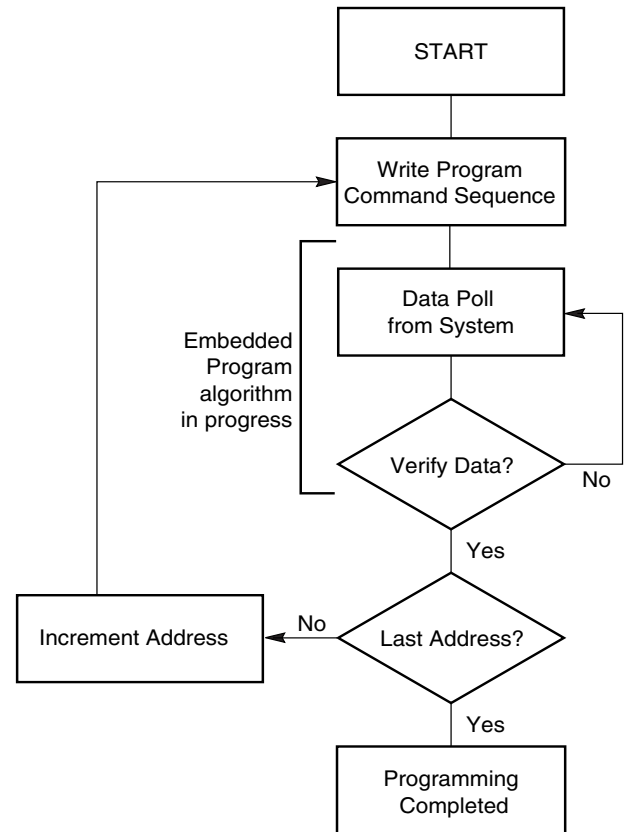 START
Write Program
Command Sequence
Data Poll
from System
Embedded
Program
algorithm
in progress
Verify Data?
No
Yes
Increment Address
No
Last Address?
Yes
Programming
Completed